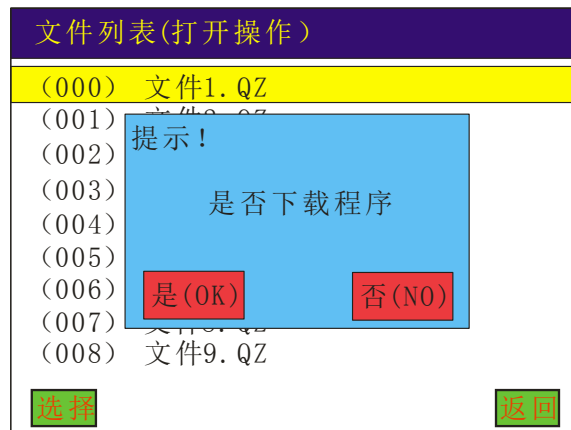 文件列表(打开操作）
(000) 文件1.QZ
(001)
提示!
(002)
(003)
是否下载程序
(004)
(005)
(006)
是(OK) 否(NO)
(007)
(008) 文件9.QZ
选择 返回